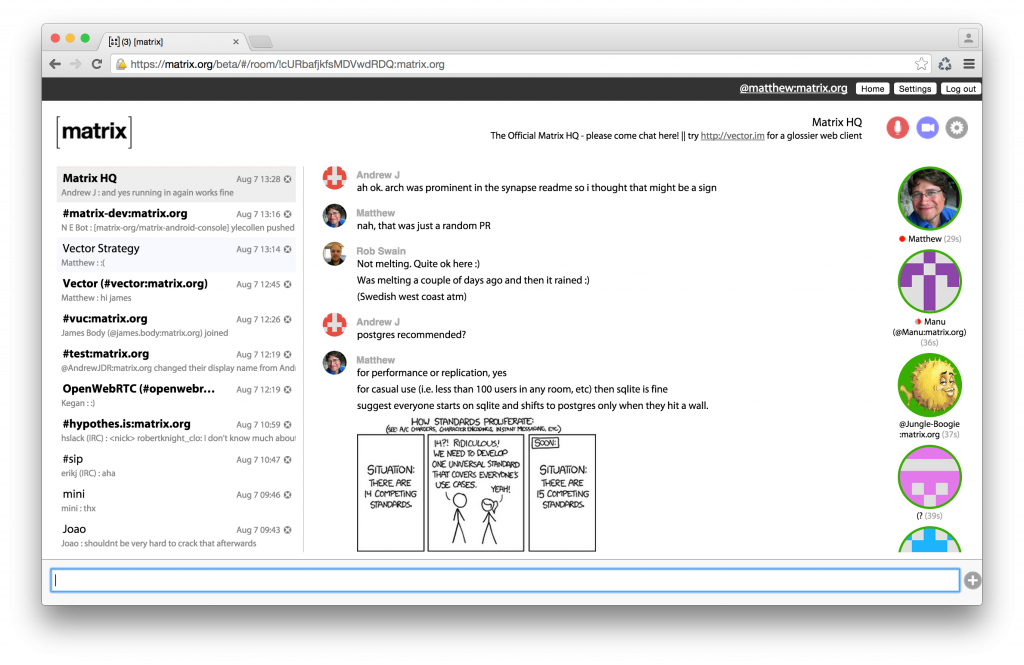 [::] (3) [matrix]
https://matrix.org/beta/#/room/!cURbafjkfsMDVwdRDQ:matrix.org
@matthew:matrix.org Home Settings Log out
[matrix]
Matrix HQ
The Official Matrix HQ - please come chat here! || try http://vector.im for a glossier web client
Matrix HQ Aug 7 13:28
Andrew J : and yes running in again works fine
#matrix-dev:matrix.org Aug 7 13:16
N E Bot : [matrix-org/matrix-android-console] ylecollen pushed
Vector Strategy Aug 7 13:14
Matthew : :(
Vector (#vector:matrix.org) Aug 7 12:45
Matthew : hi james
#vuc:matrix.org Aug 7 12:26
James Body (@james.body:matrix.org) joined
#test:matrix.org Aug 7 12:19
@AndrewJDR:matrix.org changed their display name from Andr
OpenWebRTC (#openwebr... Aug 7 12:19
Kegan : :)
#hypothes.is:matrix.org Aug 7 10:59
hslack (IRC) : <nick> robertknight_clo: I don't know much about
#sip Aug 7 10:47
erikj (IRC) : aha
mini Aug 7 09:46
mini : thx
Joao Aug 7 09:43
Joao : shouldnt be very hard to crack that afterwards
Andrew J
ah ok. arch was prominent in the synapse readme so i thought that might be a sign
Matthew
nah, that was just a random PR
Rob Swain
Not melting. Quite ok here :)
Was melting a couple of days ago and then it rained :)
(Swedish west coast atm)
Andrew J
postgres recommended?
Matthew
for performance or replication, yes
for casual use (i.e. less than 100 users in any room, etc) then sqlite is fine
suggest everyone starts on sqlite and shifts to postgres only when they hit a wall.
HOW STANDARDS PROLIFERATE:
(SEE: A/C CHARGERS, CHARACTER ENCODINGS, INSTANT MESSAGING, ETC.)
SITUATION:
THERE ARE
14 COMPETING
STANDARDS.
14?! RIDICULOUS!
WE NEED TO DEVELOP
ONE UNIVERSAL STANDARD
THAT COVERS EVERYONE'S
USE CASES.
YEAH!
SOON:
SITUATION:
THERE ARE
15 COMPETING
STANDARDS.
Matthew (29s)
Manu
(@Manu:matrix.org)
(36s)
@Jungle-Boogie
:matrix.org (37s)
(? (39s)